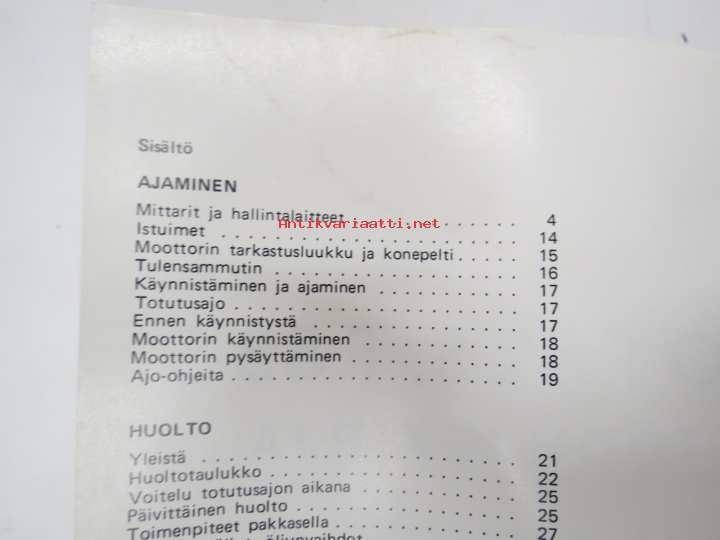 Sisältö
AJAMINEN
Mittarit ja hallintalaitteet . . . . . . 4
Antikvariaatti.net
Istuimet . . . . . . . . . . . . . . . . . 14
Moottorin tarkastusluukku ja konepelti . . . . 15
Tulensammutin . . . . . . . . . . . . . . 16
Käynnistäminen ja ajaminen . . . . . . . . . 17
Totutusajo . . . . . . . . . . . . . . . . . 17
Ennen käynnistystä . . . . . . . . . . . . 17
Moottorin käynnistäminen . . . . . . . . . 18
Moottorin pysäyttäminen . . . . . . . . . . 18
Ajo-ohjeita . . . . . . . . . . . . . . . . . 19
HUOLTO
Yleistä . . . . . . . . . . . . . . . . . . . 21
Huoltotaulukko . . . . . . . . . . . . . . . 22
Voitelu totutusajon aikana . . . . . . . . . 25
Päivittäinen huolto . . . . . . . . . . . . . 25
Toimenpiteet pakkasella . . . . . . . . . . . 27